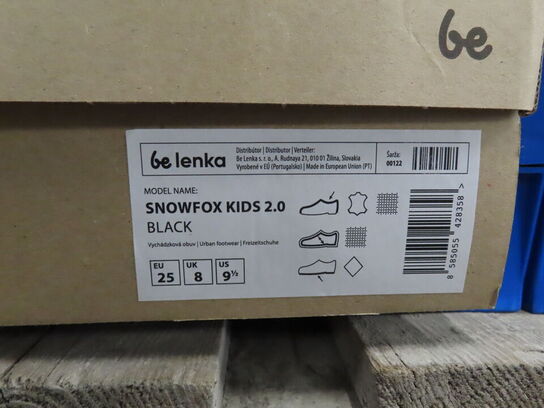 be
be lenka
Distribútor | Distributor | Verteiler:
Be Lenka s. r. o., A. Rudnaya 21, 010 01 Žilina, Slovakia
Vyrobené v EÚ (Portugalsko) | Made in European Union (PT)
Šarža:
00122
MODEL NAME:
SNOWFOX KIDS 2.0
BLACK
Vychádzková obuv | Urban footwear | Freizeitschuhe
EU UK US
25 8 9½
8 585055 428358 >